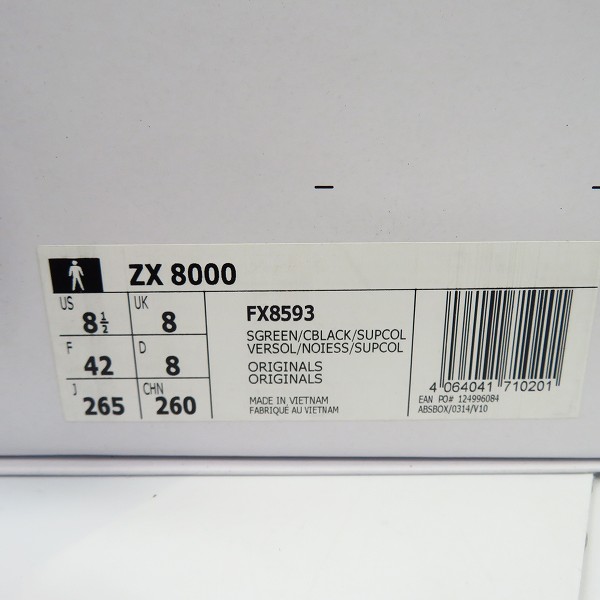 ZX 8000
US 8½ UK 8
F 42 D 8
J 265 CHN 260
FX8593
SGREEN/CBLACK/SUPCOL
VERSOL/NOIESS/SUPCOL
ORIGINALS
ORIGINALS
MADE IN VIETNAM
FABRIQUÉ AU VIETNAM
4 064041 710201
EAN PO# 124996084
ABSBOX/0314/V10